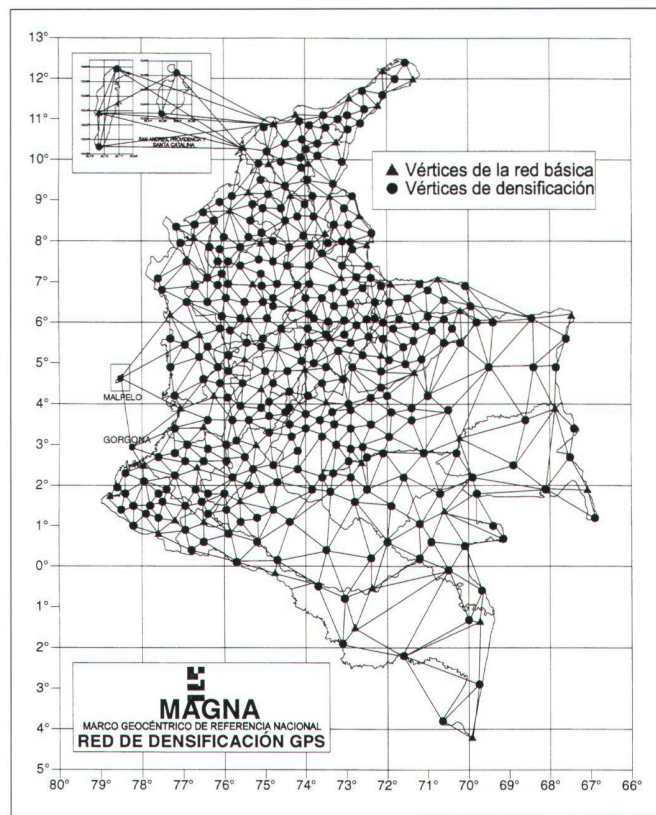 13°
12°
11°
10°
9°
8°
7°
6°
5°
4°
3°
2°
1°
0°
1°
2°
3°
4°
5°
SAN ANDRES, PROVIDENCIA Y
SANTA CATALINA
▲ Vértices de la red básica
● Vértices de densificación
MALPELO
GORGONA
MAGNA
MARCO GEOCÉNTRICO DE REFERENCIA NACIONAL
RED DE DENSIFICACIÓN GPS
80° 79° 78° 77° 76° 75° 74° 73° 72° 71° 70° 69° 68° 67° 66°